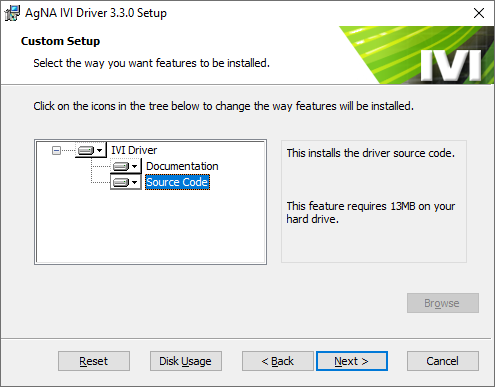 AgNA IVI Driver 3.3.0 Setup
Custom Setup
Select the way you want features to be installed.
IVI
Click on the icons in the tree below to change the way features will be installed.
IVI Driver
Documentation
Source Code
This installs the driver source code.
This feature requires 13MB on your
hard drive.
Browse
Reset
Disk Usage
< Back
Next >
Cancel